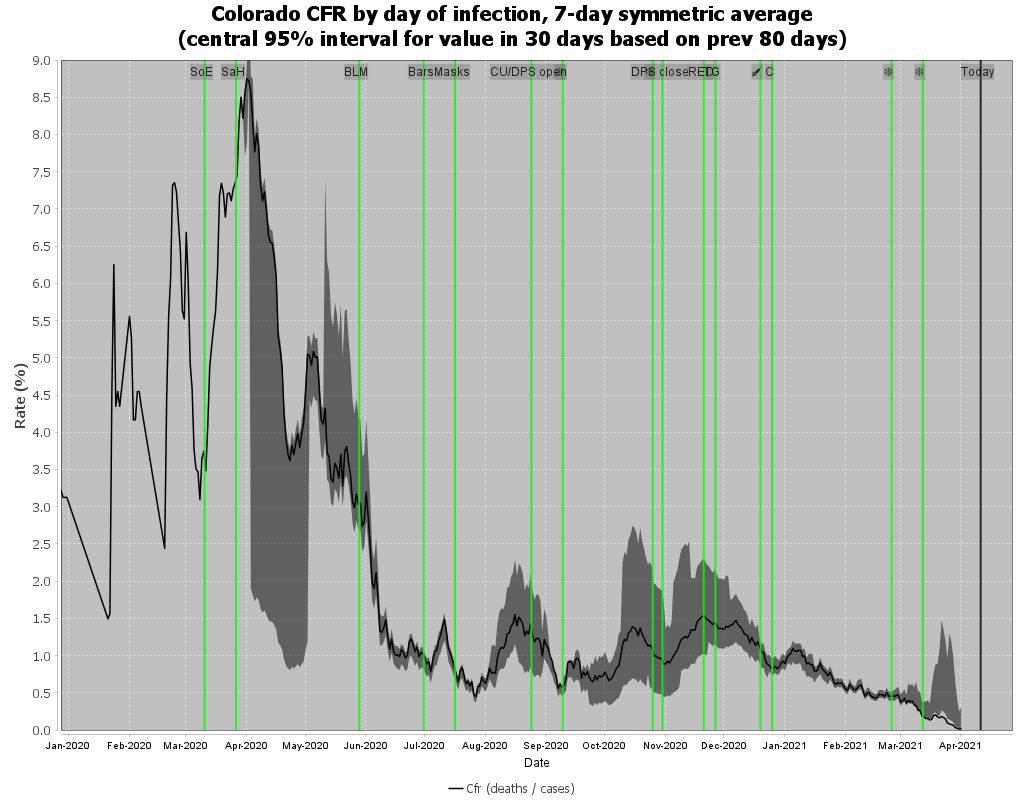 Colorado CFR by day of infection, 7-day symmetric average
(central 95% interval for value in 30 days based on prev 80 days)
SoE SaH BLM Bars Masks CU/DPS open C Today
9.0
8.5
8.0
7.5
7.0
6.5
6.0
5.5
5.0
4.5
4.0
3.5
3.0
2.5
2.0
1.5
1.0
0.5
0.0
Rate (%)
Jan-2020 Feb-2020 Mar-2020 Apr-2020 May-2020 Jun-2020 Jul-2020 Aug-2020 Sep-2020 Oct-2020 Nov-2020 Dec-2020 Jan-2021 Feb-2021 Mar-2021 Apr-2021
Date
Cfr (deaths / cases)